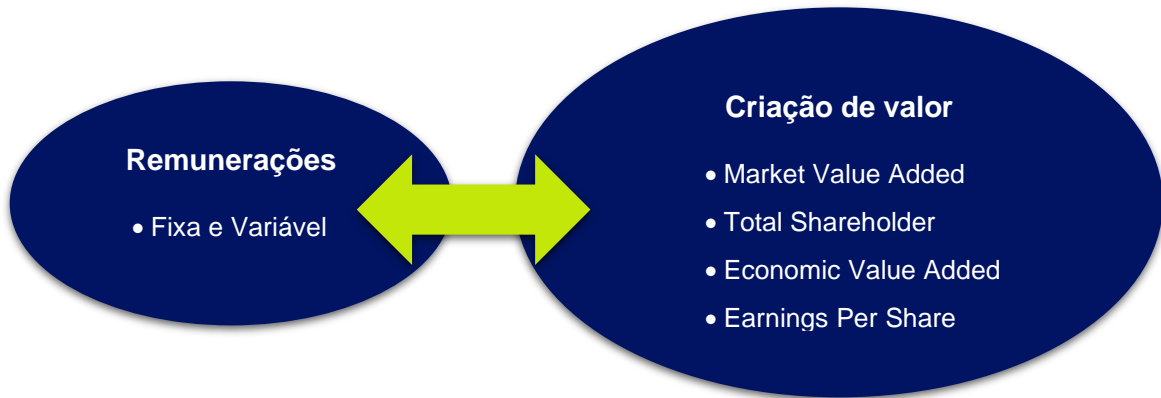 Remunerações
• Fixa e Variável
Criação de valor
• Market Value Added
• Total Shareholder
• Economic Value Added
• Earnings Per Share